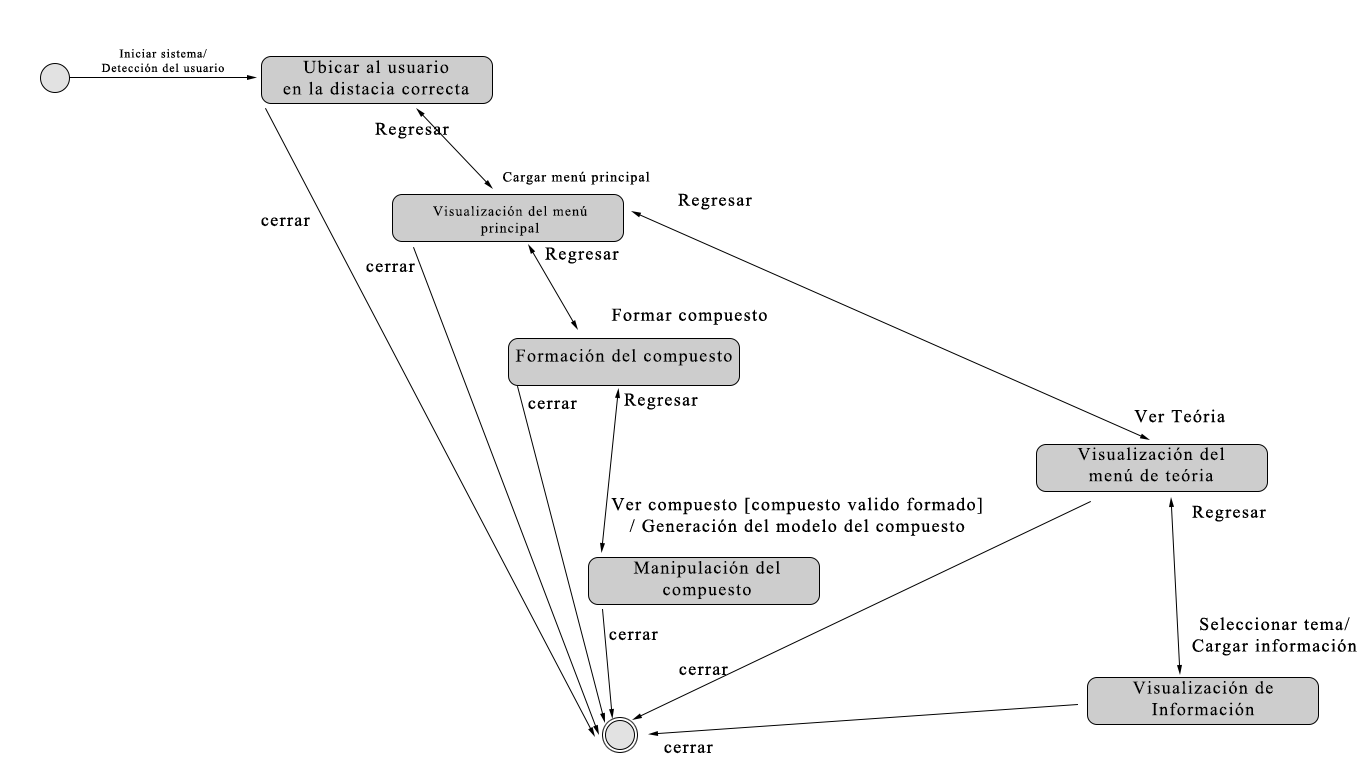 Iniciar sistema/
Detección del usuario
Ubicar al usuario
en la distacia correcta
Regresar
Cargar menú principal
Regresar
Visualización del menú
principal
cerrar
cerrar
Regresar
Formar compuesto
Formación del compuesto
cerrar
Regresar
Ver Teória
Visualización del
menú de teória
Ver compuesto [compuesto valido formado]
/ Generación del modelo del compuesto
Regresar
Manipulación del
compuesto
cerrar
Seleccionar tema/
Cargar información
cerrar
Visualización de
Información
cerrar